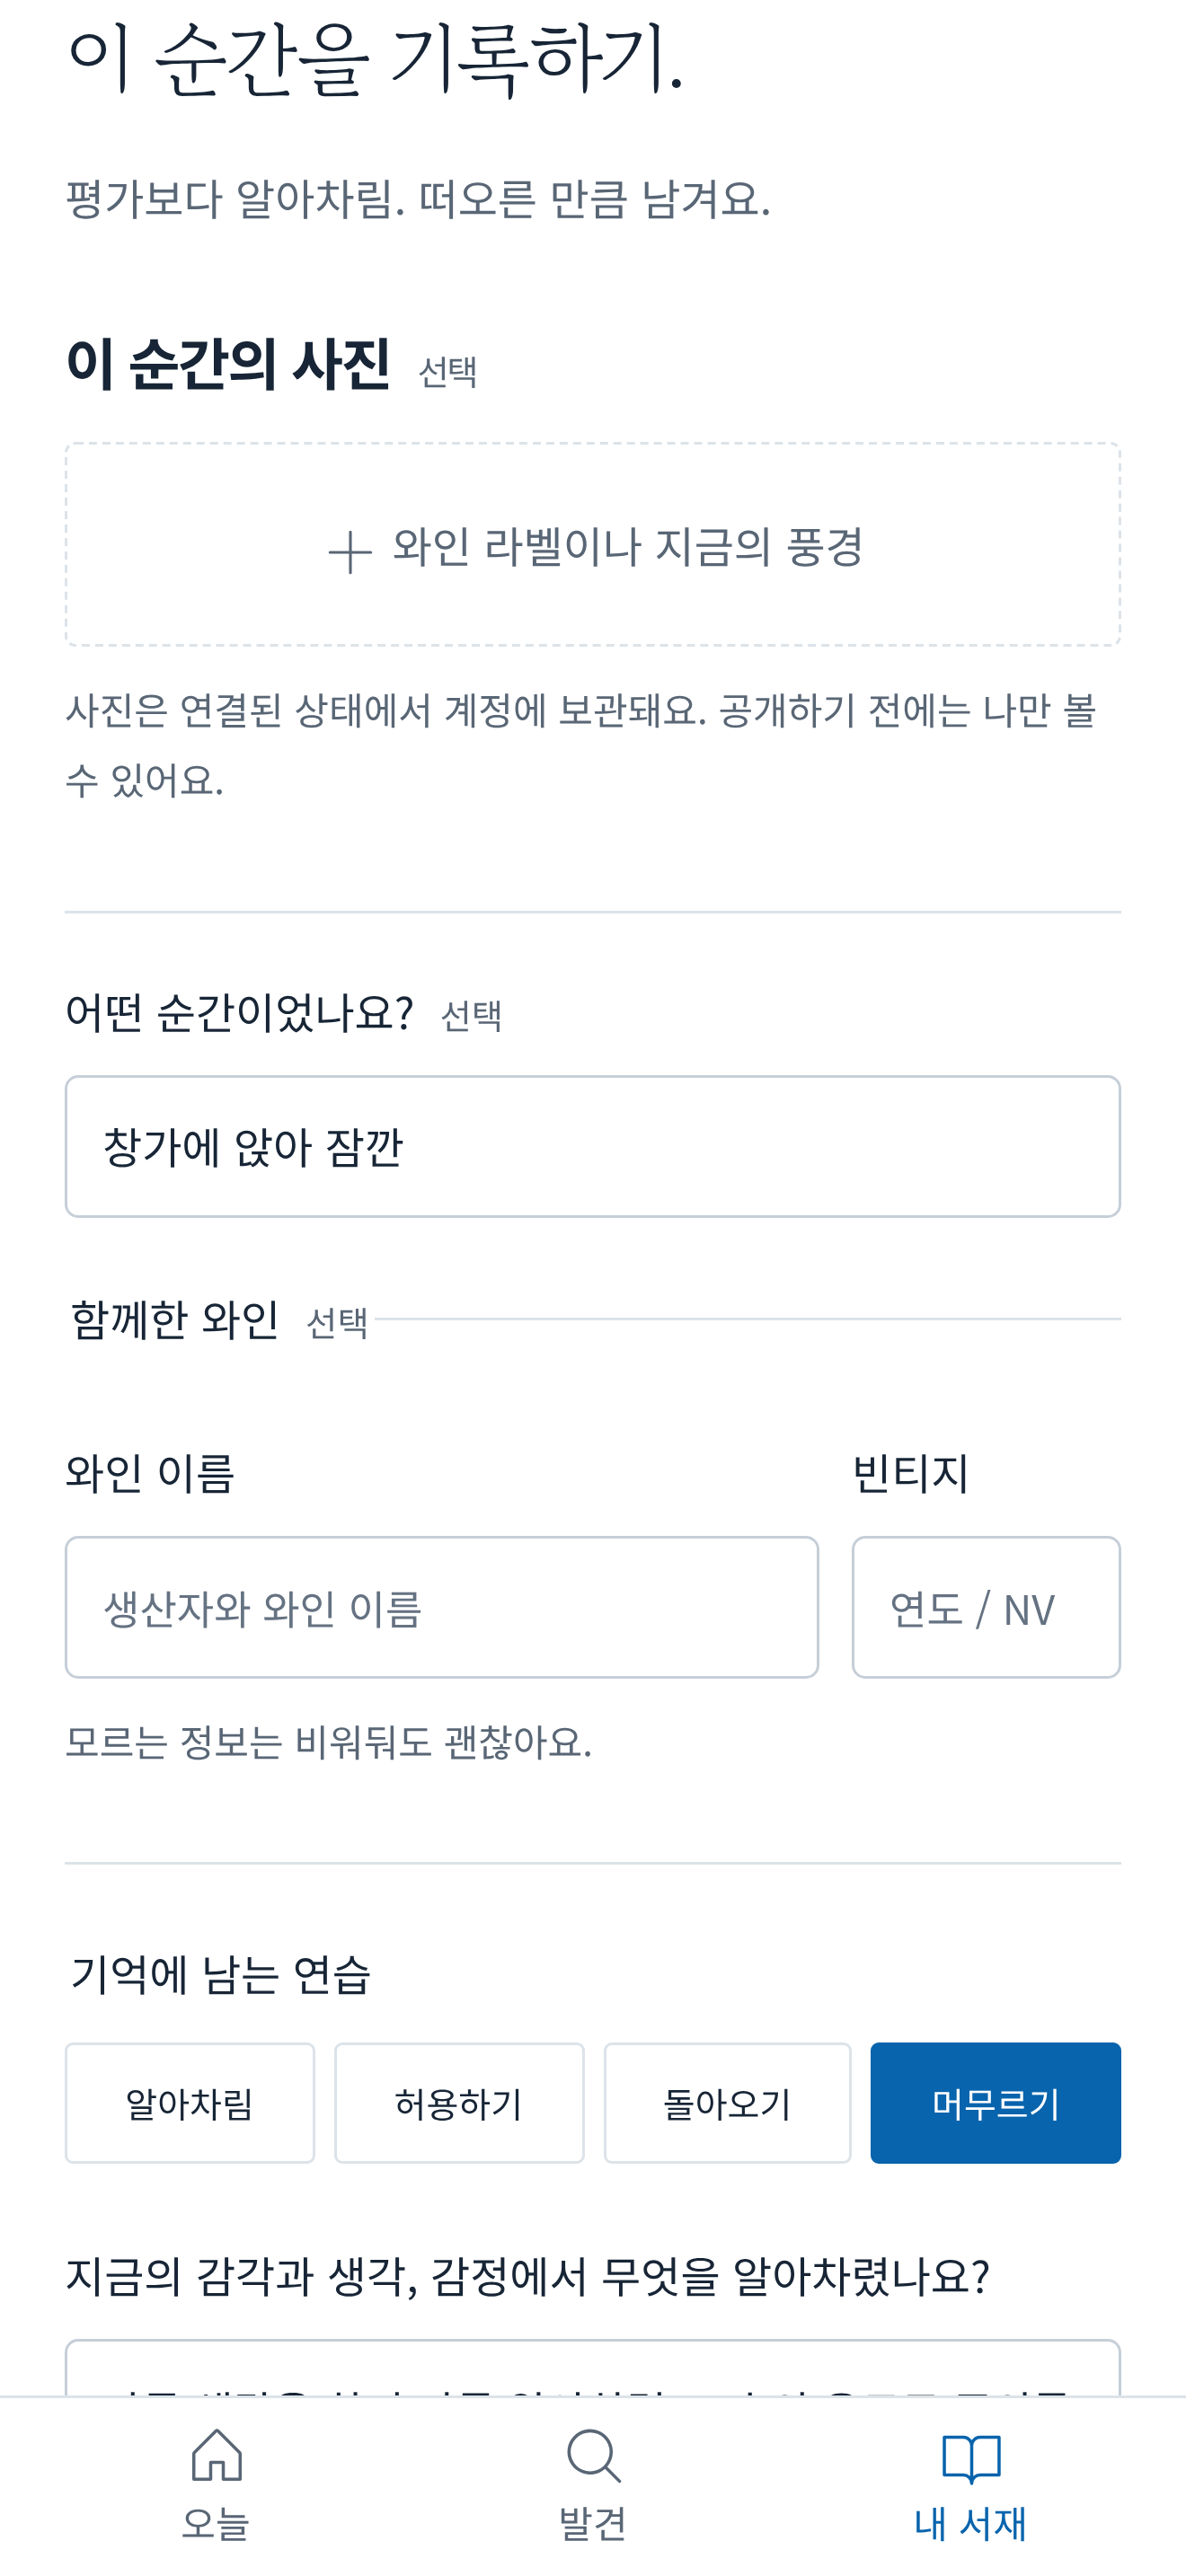 이 순간을 기록하기.
평가보다 알아차림. 떠오른 만큼 남겨요.
이 순간의 사진 선택
+ 와인 라벨이나 지금의 풍경
사진은 연결된 상태에서 계정에 보관돼요. 공개하기 전에는 나만 볼
수 있어요.
어떤 순간이었나요? 선택
창가에 앉아 잠깐
함께한 와인 선택
와인 이름 빈티지
생산자와 와인 이름 연도 / NV
모르는 정보는 비워둬도 괜찮아요.
기억에 남는 연습
알아차림 허용하기 돌아오기 머무르기
지금의 감각과 생각, 감정에서 무엇을 알아차렸나요?
오늘 발견 내 서재